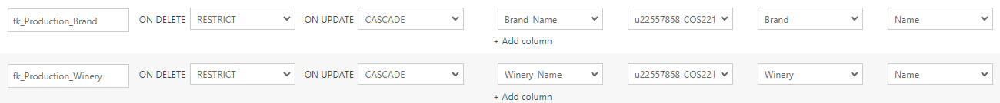 fk_Production_Brand ON DELETE RESTRICT ON UPDATE CASCADE Brand_Name u22557858_COS221 Brand Name
+ Add column
fk_Production_Winery ON DELETE RESTRICT ON UPDATE CASCADE Winery_Name u22557858_COS221 Winery Name
+ Add column